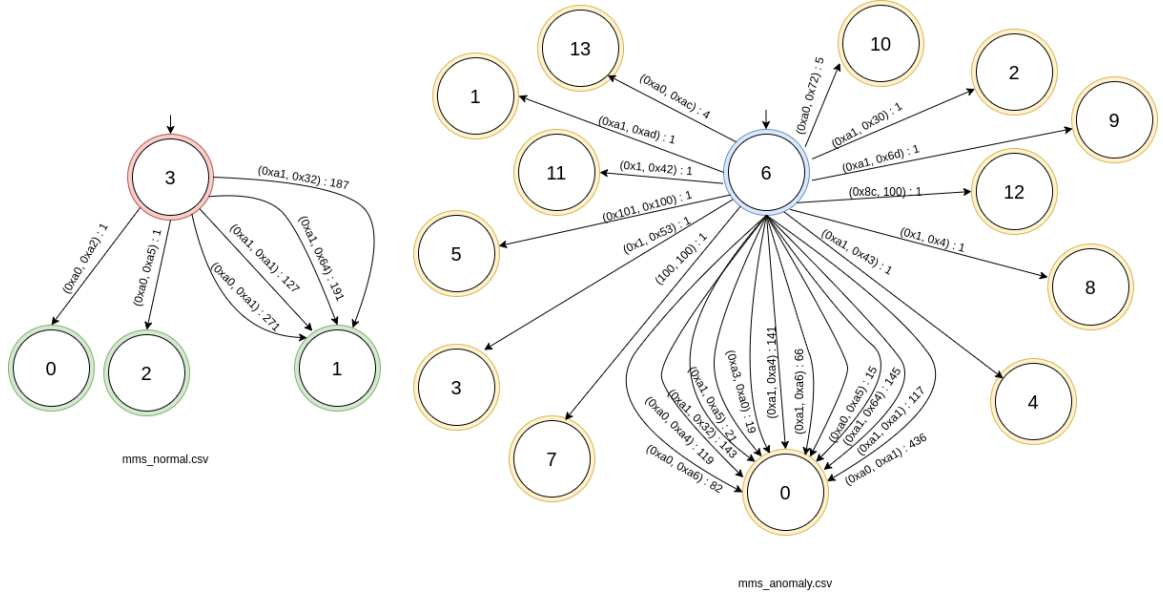 3
(0xa1, 0x32) : 187
(0xa1, 0x64) : 191
(0xa1, 0xa1) : 127
(0xa0, 0xa1) : 271
(0xa0, 0xa2) : 1
(0xa0, 0xa5) : 1
0
2
1
mms_normal.csv
13
10
2
1
9
(0xa0, 0xac) : 4
(0xa0, 0x72) : 5
(0xa1, 0x30) : 1
(0xa1, 0xad) : 1
(0xa1, 0x6d) : 1
11
(0x1, 0x42) : 1
6
(0x8c, 100) : 1
12
(0x101, 0x100) : 1
(0x1, 0x53) : 1
(100, 100) : 1
(0xa1, 0x43) : 1
(0x1, 0x4) : 1
5
8
3
4
7
(0xa0, 0xa6) : 82
(0xa0, 0xa4) : 119
(0xa1, 0x32) : 143
(0xa1, 0xa5) : 21
(0xa3, 0xa0) : 19
(0xa1, 0xa4) : 141
(0xa1, 0xa6) : 66
(0xa0, 0xa5) : 15
(0xa1, 0x64) : 145
(0xa1, 0xa1) : 117
(0xa0, 0xa1) : 436
0
mms_anomaly.csv